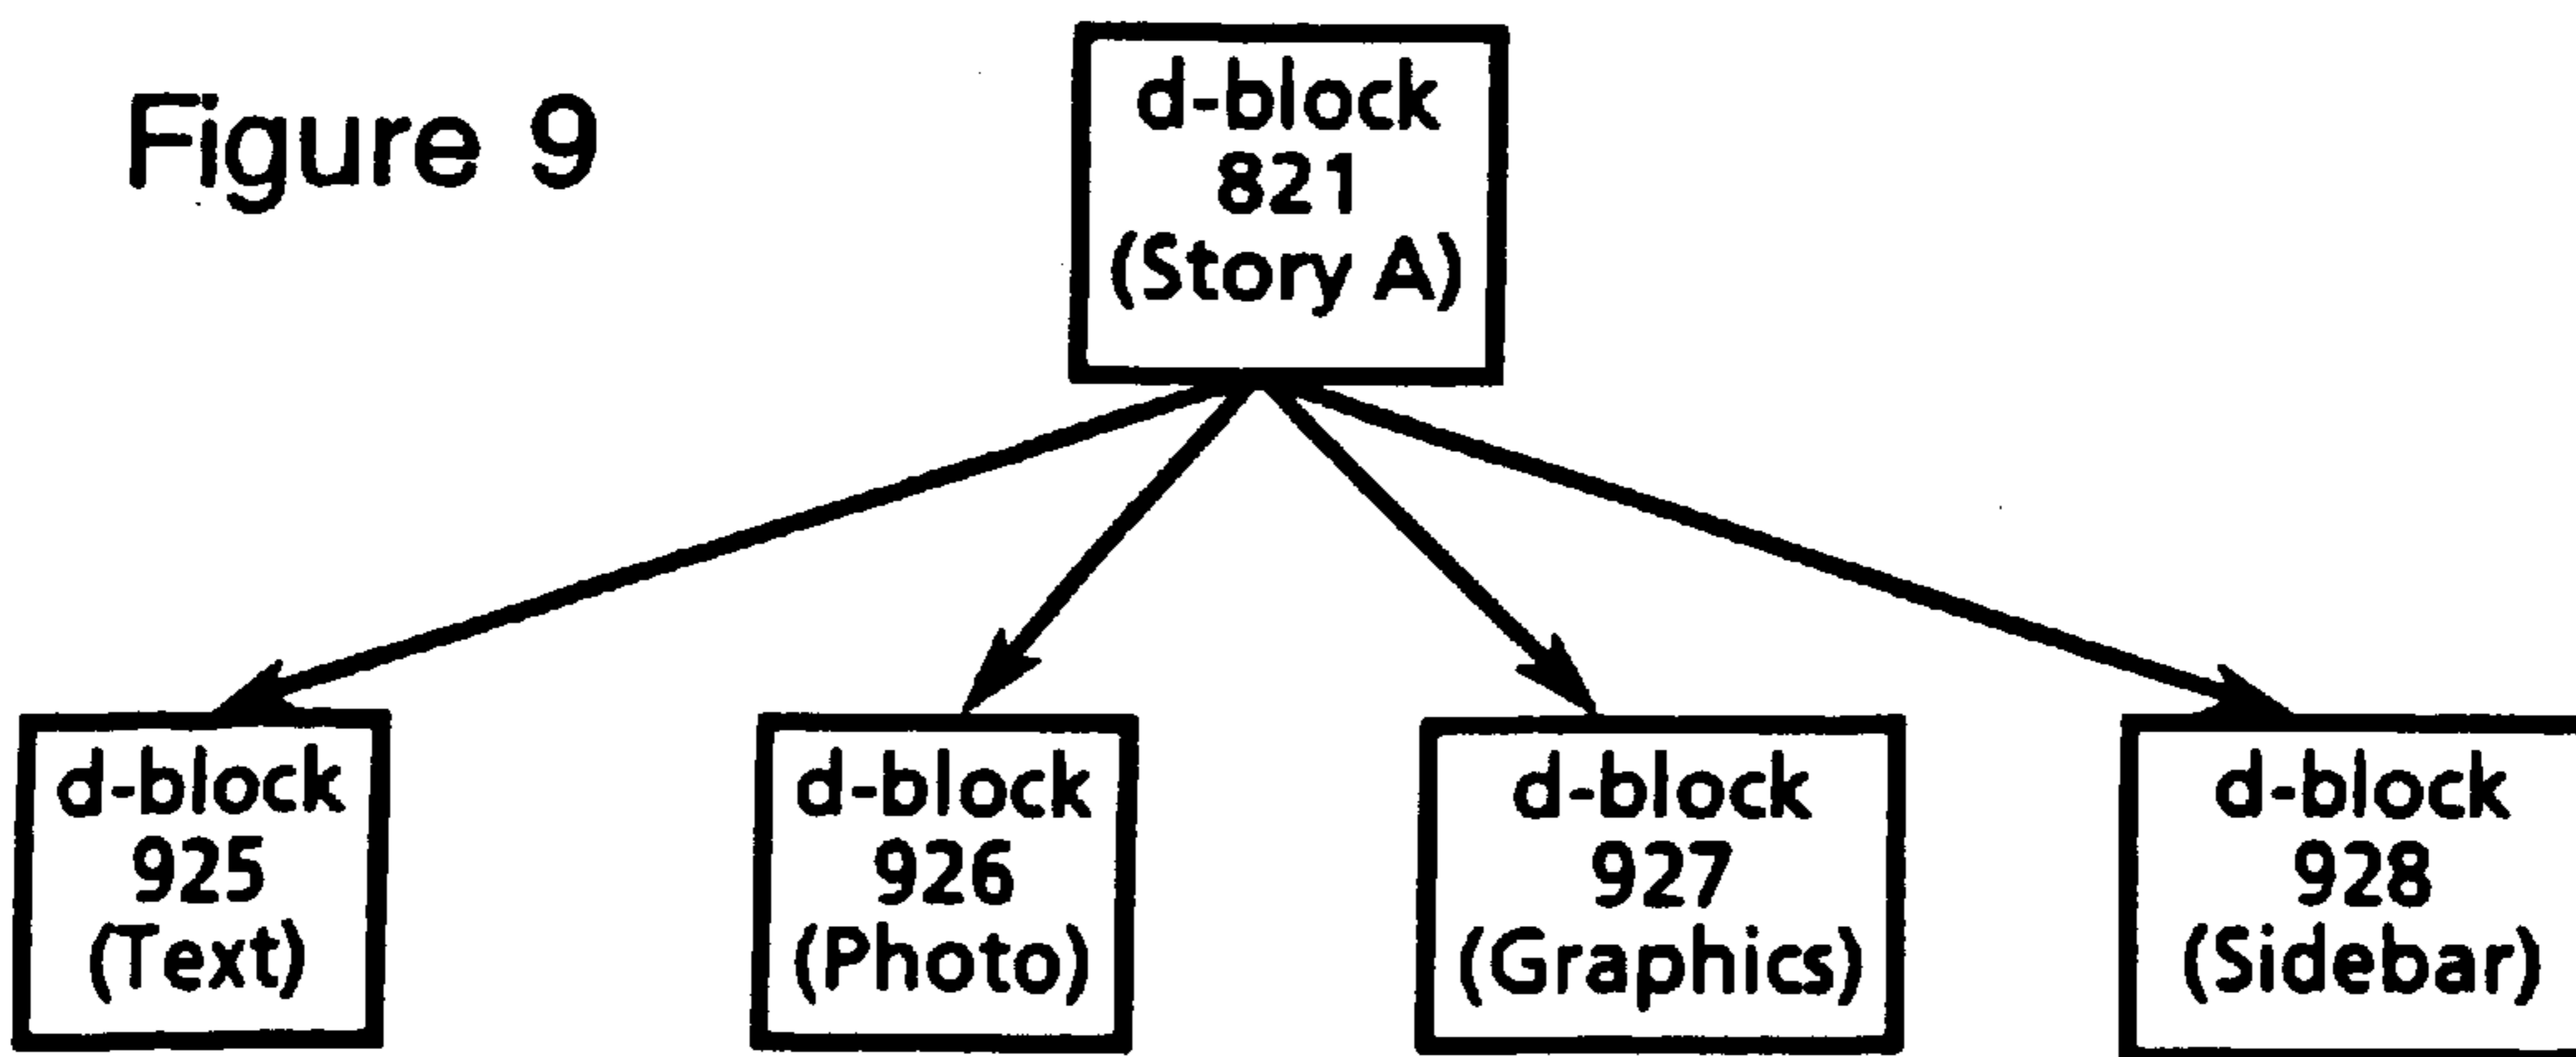 Figure 9
d-block
821
(Story A)
d-block
925
(Text)
d-block
926
(Photo)
d-block
927
(Graphics)
d-block
928
(Sidebar)